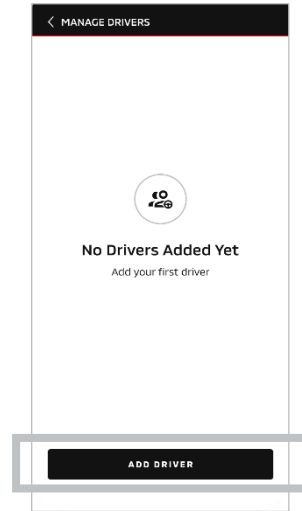 MANAGE DRIVERS
No Drivers Added Yet
Add your first driver
ADD DRIVER